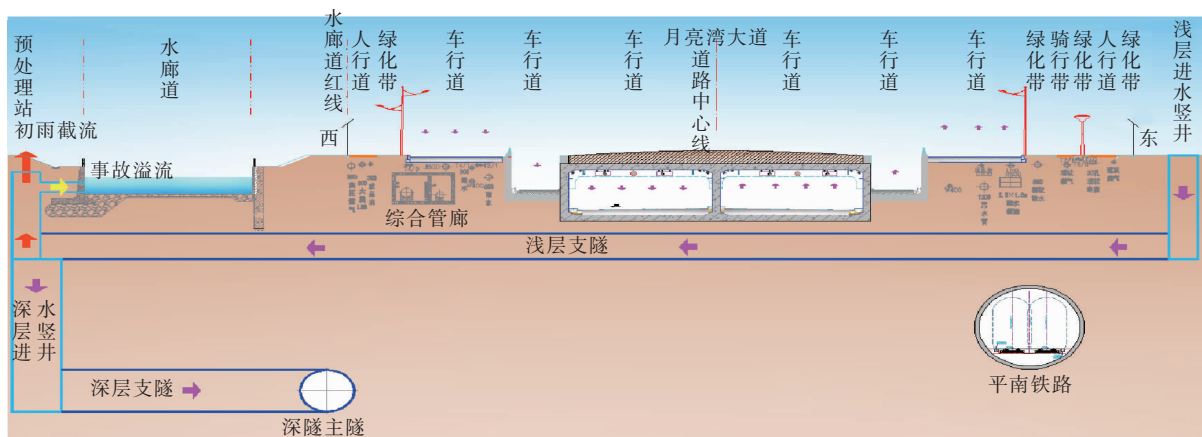 预处理站
初雨截流
水廊道
水廊道红线
人行道
绿化带
车行道
车行道
车行道
月亮湾大道
道路中心线
车行道
车行道
车行道
绿化带
骑行带
绿化带
人行道
绿化带
浅层进水竖井
西
东
事故溢流
综合管廊
浅层支隧
深层进水竖井
深层支隧
深隧主隧
平南铁路